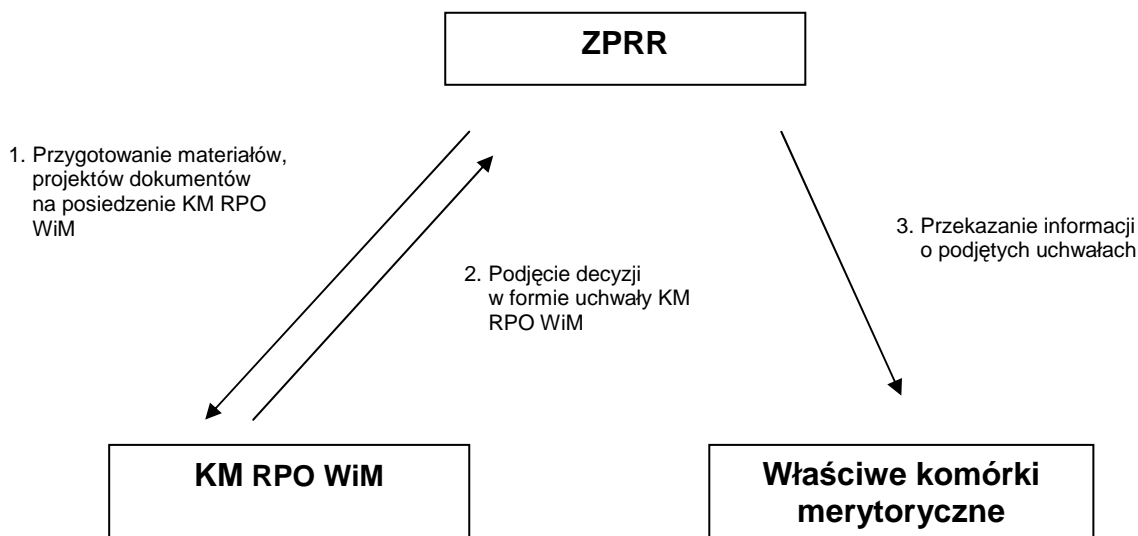 ZPRR
1. Przygotowanie materiałów,
projektów dokumentów
na posiedzenie KM RPO
WiM
2. Podjęcie decyzji
w formie uchwały KM
RPO WiM
3. Przekazanie informacji
o podjętych uchwałach
KM RPO WiM
Właściwe komórki
merytoryczne